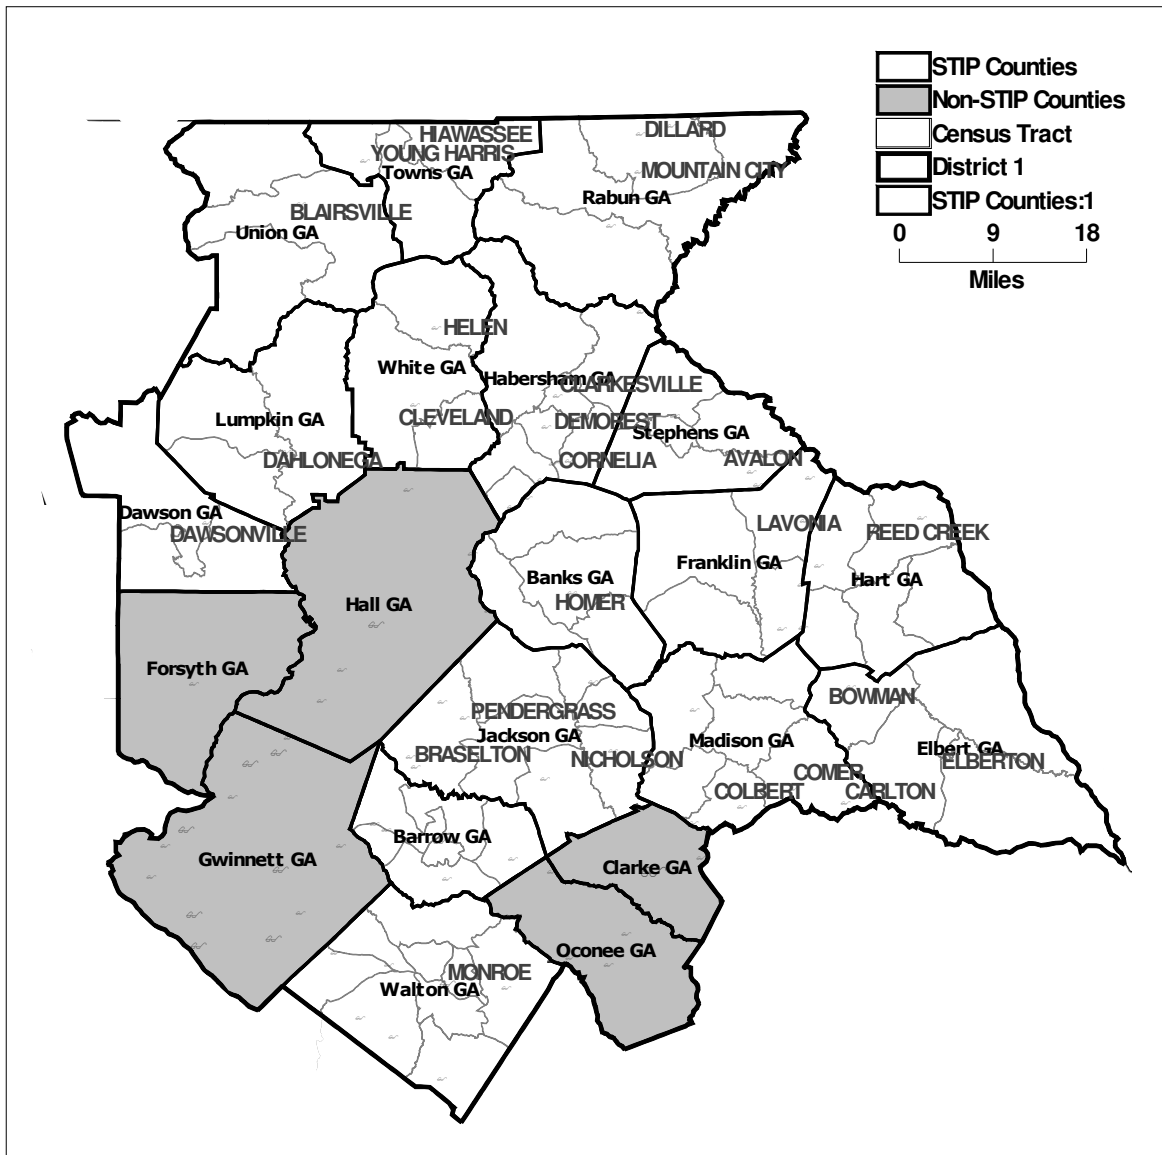 STIP Counties
Non-STIP Counties
Census Tract
District 1
STIP Counties:1
0 9 18
Miles
HIAWASSEE
YOUNG HARRIS
Towns GA
DILLARD
MOUNTAIN CITY
Rabun GA
BLAIRSVILLE
Union GA
HELEN
White GA
CLEVELAND
Habersham GA
CLARKESVILLE
DEMOREST
CORNELIA
Stephens GA
AVALON
Lumpkin GA
DAHLONEGA
Dawson GA
DAWSONVILLE
LAVONIA
Franklin GA
REED CREEK
Hart GA
Banks GA
HOMER
Hall GA
Forsyth GA
PENDERGRASS
Jackson GA
BRASELTON
NICHOLSON
Madison GA
COLBERT
COMER
CARLTON
BOWMAN
Elbert GA
ELBERTON
Barrow GA
Gwinnett GA
Clarke GA
Oconee GA
MONROE
Walton GA